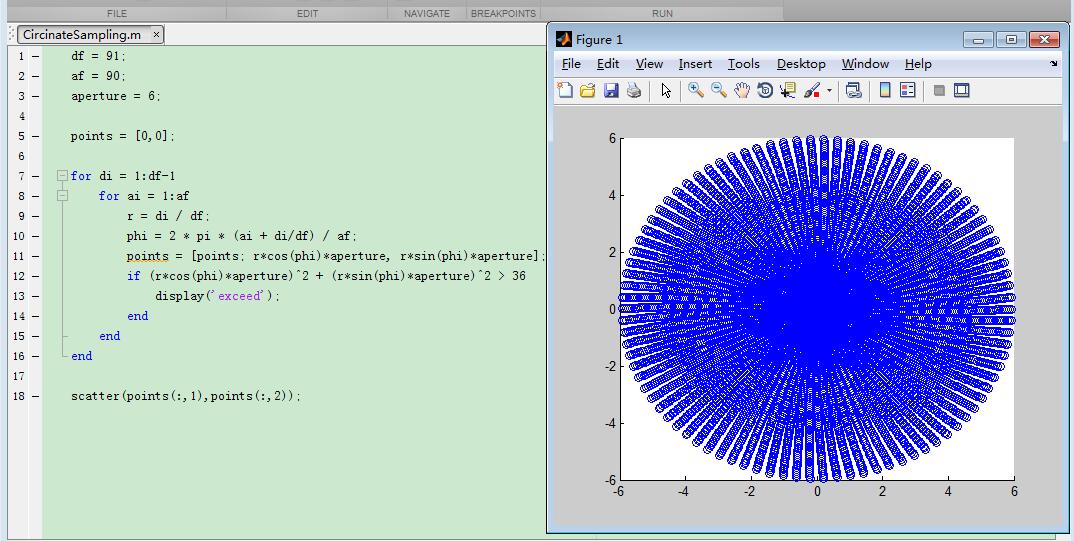 FILE EDIT NAVIGATE BREAKPOINTS RUN
CircinateSampling.m ×
1 – df = 91;
2 – af = 90;
3 – aperture = 6;
4
5 – points = [0,0];
6
7 – for di = 1:df-1
8 – for ai = 1:af
9 – r = di / df;
10 – phi = 2 * pi * (ai + di/df) / af;
11 – points = [points; r*cos(phi)*aperture, r*sin(phi)*aperture];
12 – if (r*cos(phi)*aperture)^2 + (r*sin(phi)*aperture)^2 > 36
13 – display('exceed');
14 – end
15 – end
16 – end
17
18 – scatter(points(:,1),points(:,2));
Figure 1
File Edit View Insert Tools Desktop Window Help
6
4
2
0
-2
-4
-6
-6 -4 -2 0 2 4 6